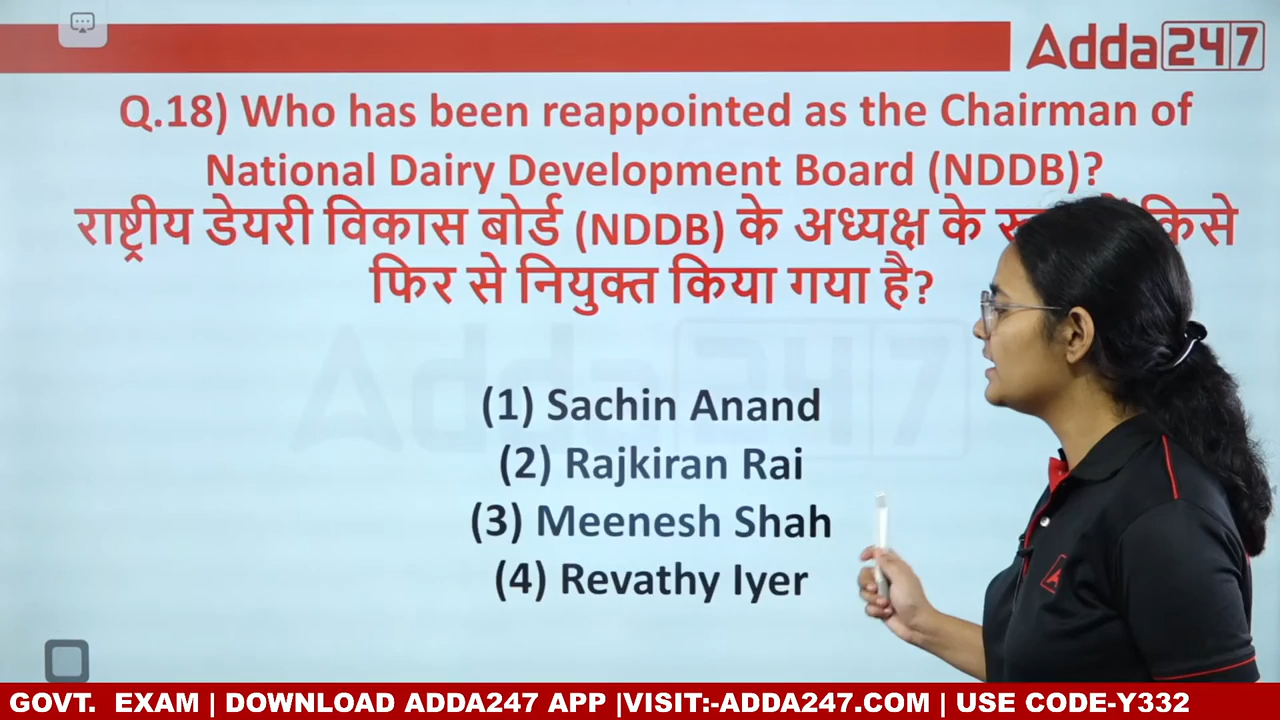 Adda247
Q.18) Who has been reappointed as the Chairman of
National Dairy Development Board (NDDB)?
राष्ट्रीय डेयरी विकास बोर्ड (NDDB) के अध्यक्ष के किसे
फिर से नियुक्त किया गया है?
Adda247
(1) Sachin Anand
(2) Rajkiran Rai
(3) Meenesh Shah
(4) Revathy Iyer
GOVT. EXAM | DOWNLOAD ADDA247 APP |VISIT:-ADDA247.COM | USE CODE-Y332